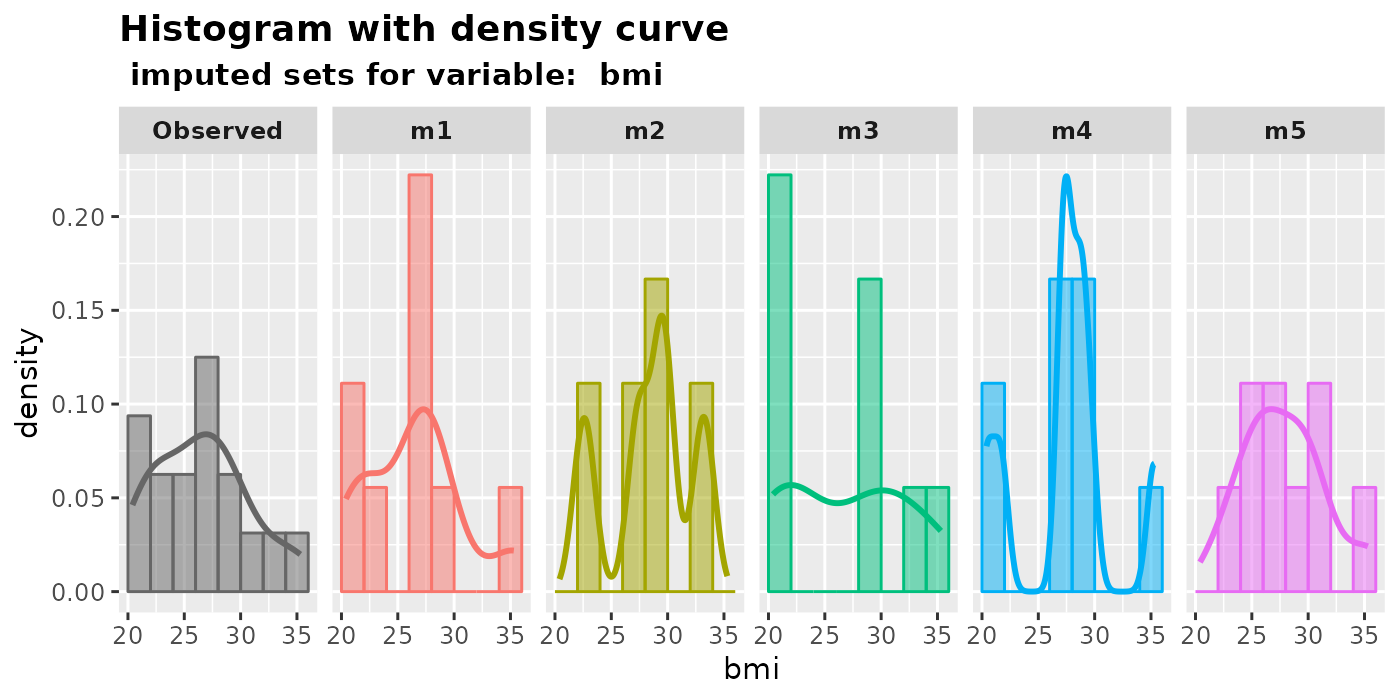 Histogram with density curve
imputed sets for variable:  bmi
Observed m1 m2 m3 m4 m5
density
0.20
0.15
0.10
0.05
0.00
20 25 30 35 20 25 30 35 20 25 30 35 20 25 30 35 20 25 30 35 20 25 30 35
bmi